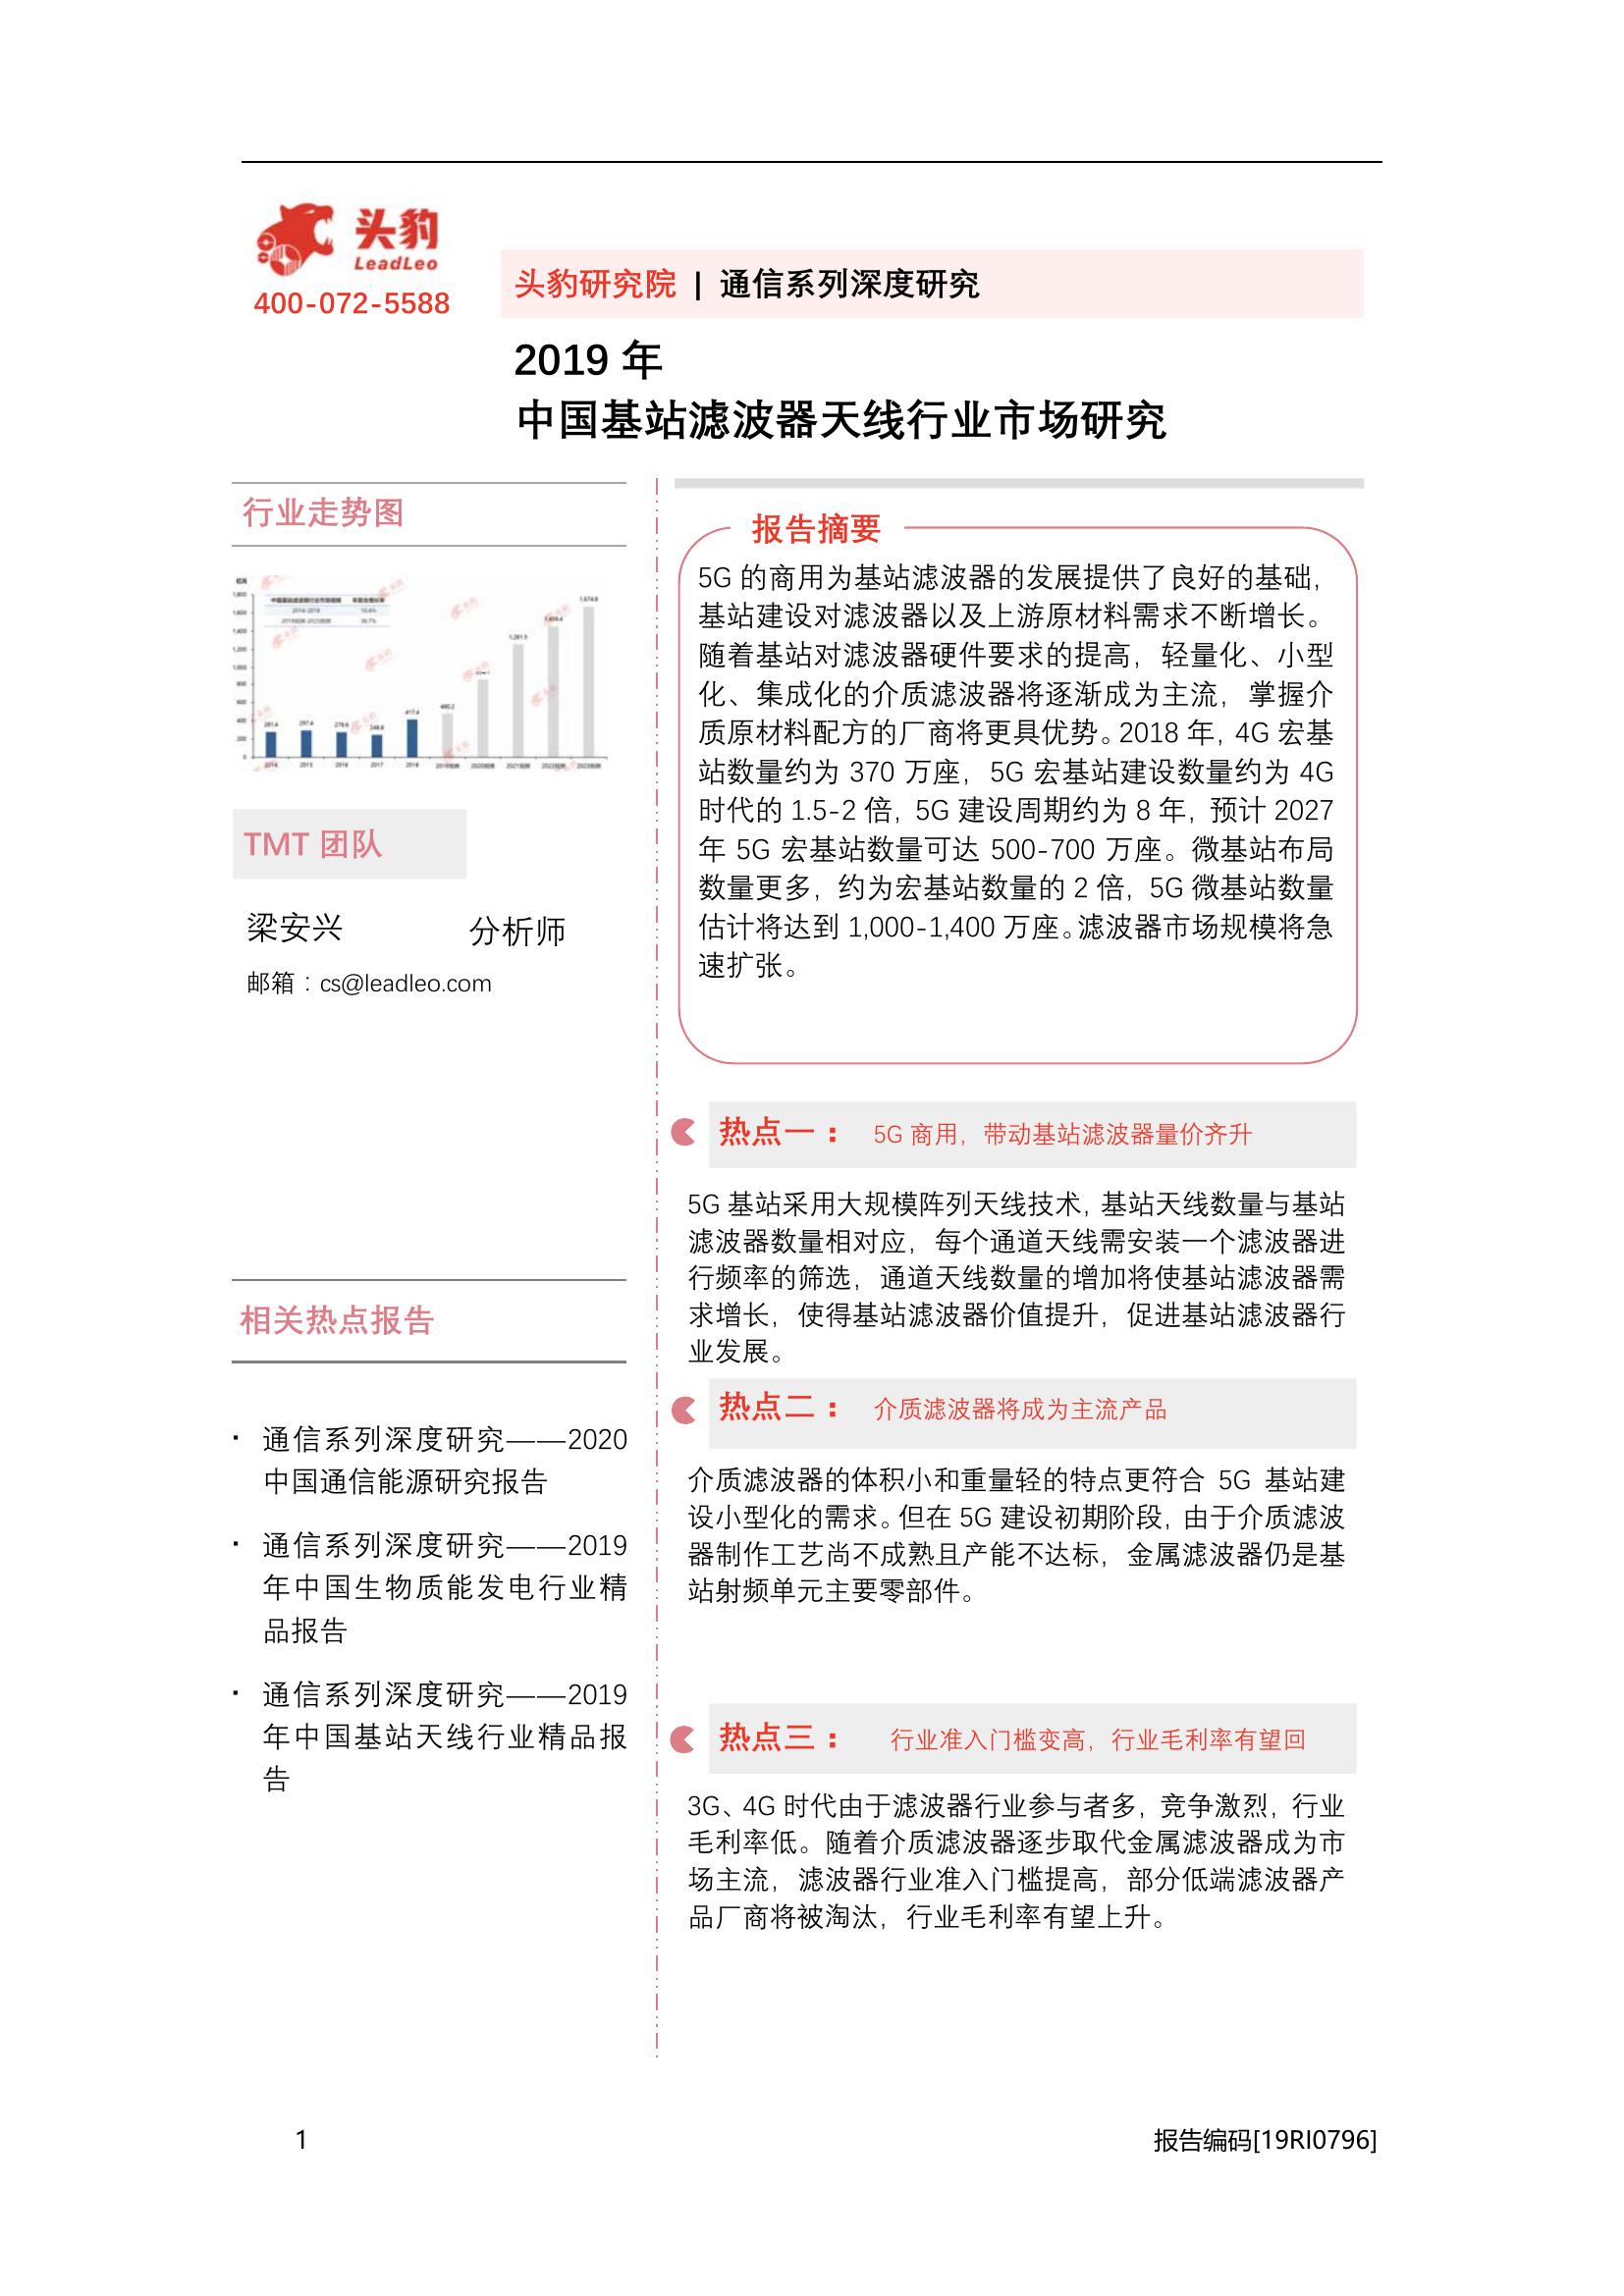 头豹
LeadLeo
400-072-5588
头豹研究院 | 通信系列深度研究
2019 年
中国基站滤波器天线行业市场研究
行业走势图
1,800
1,600
1,400
1,200
1,000
800
600
400
200
0
2014-2018
281.4
297.4
278.6
248.8
417.4
480.2
1,261.5
1,674.8
2014
2015
2016
2017
2018
2019预测
2020预测
2021预测
2022预测
2023预测
TMT 团队
梁安兴 分析师
邮箱：cs@leadleo.com
相关热点报告
· 通信系列深度研究——2020
中国通信能源研究报告
· 通信系列深度研究——2019
年中国生物质能发电行业精
品报告
· 通信系列深度研究——2019
年中国基站天线行业精品报
告
报告摘要
5G 的商用为基站滤波器的发展提供了良好的基础，
基站建设对滤波器以及上游原材料需求不断增长。
随着基站对滤波器硬件要求的提高，轻量化、小型
化、集成化的介质滤波器将逐渐成为主流，掌握介
质原材料配方的厂商将更具优势。2018 年，4G 宏基
站数量约为 370 万座，5G 宏基站建设数量约为 4G
时代的 1.5-2 倍，5G 建设周期约为 8 年，预计 2027
年 5G 宏基站数量可达 500-700 万座。微基站布局
数量更多，约为宏基站数量的 2 倍，5G 微基站数量
估计将达到 1,000-1,400 万座。滤波器市场规模将急
速扩张。
热点一： 5G 商用，带动基站滤波器量价齐升
5G 基站采用大规模阵列天线技术，基站天线数量与基站
滤波器数量相对应，每个通道天线需安装一个滤波器进
行频率的筛选，通道天线数量的增加将使基站滤波器需
求增长，使得基站滤波器价值提升，促进基站滤波器行
业发展。
热点二： 介质滤波器将成为主流产品
介质滤波器的体积小和重量轻的特点更符合 5G 基站建
设小型化的需求。但在 5G 建设初期阶段，由于介质滤波
器制作工艺尚不成熟且产能不达标，金属滤波器仍是基
站射频单元主要零部件。
热点三： 行业准入门槛变高，行业毛利率有望回
3G、4G 时代由于滤波器行业参与者多，竞争激烈，行业
毛利率低。随着介质滤波器逐步取代金属滤波器成为市
场主流，滤波器行业准入门槛提高，部分低端滤波器产
品厂商将被淘汰，行业毛利率有望上升。
1
报告编码[19RI0796]